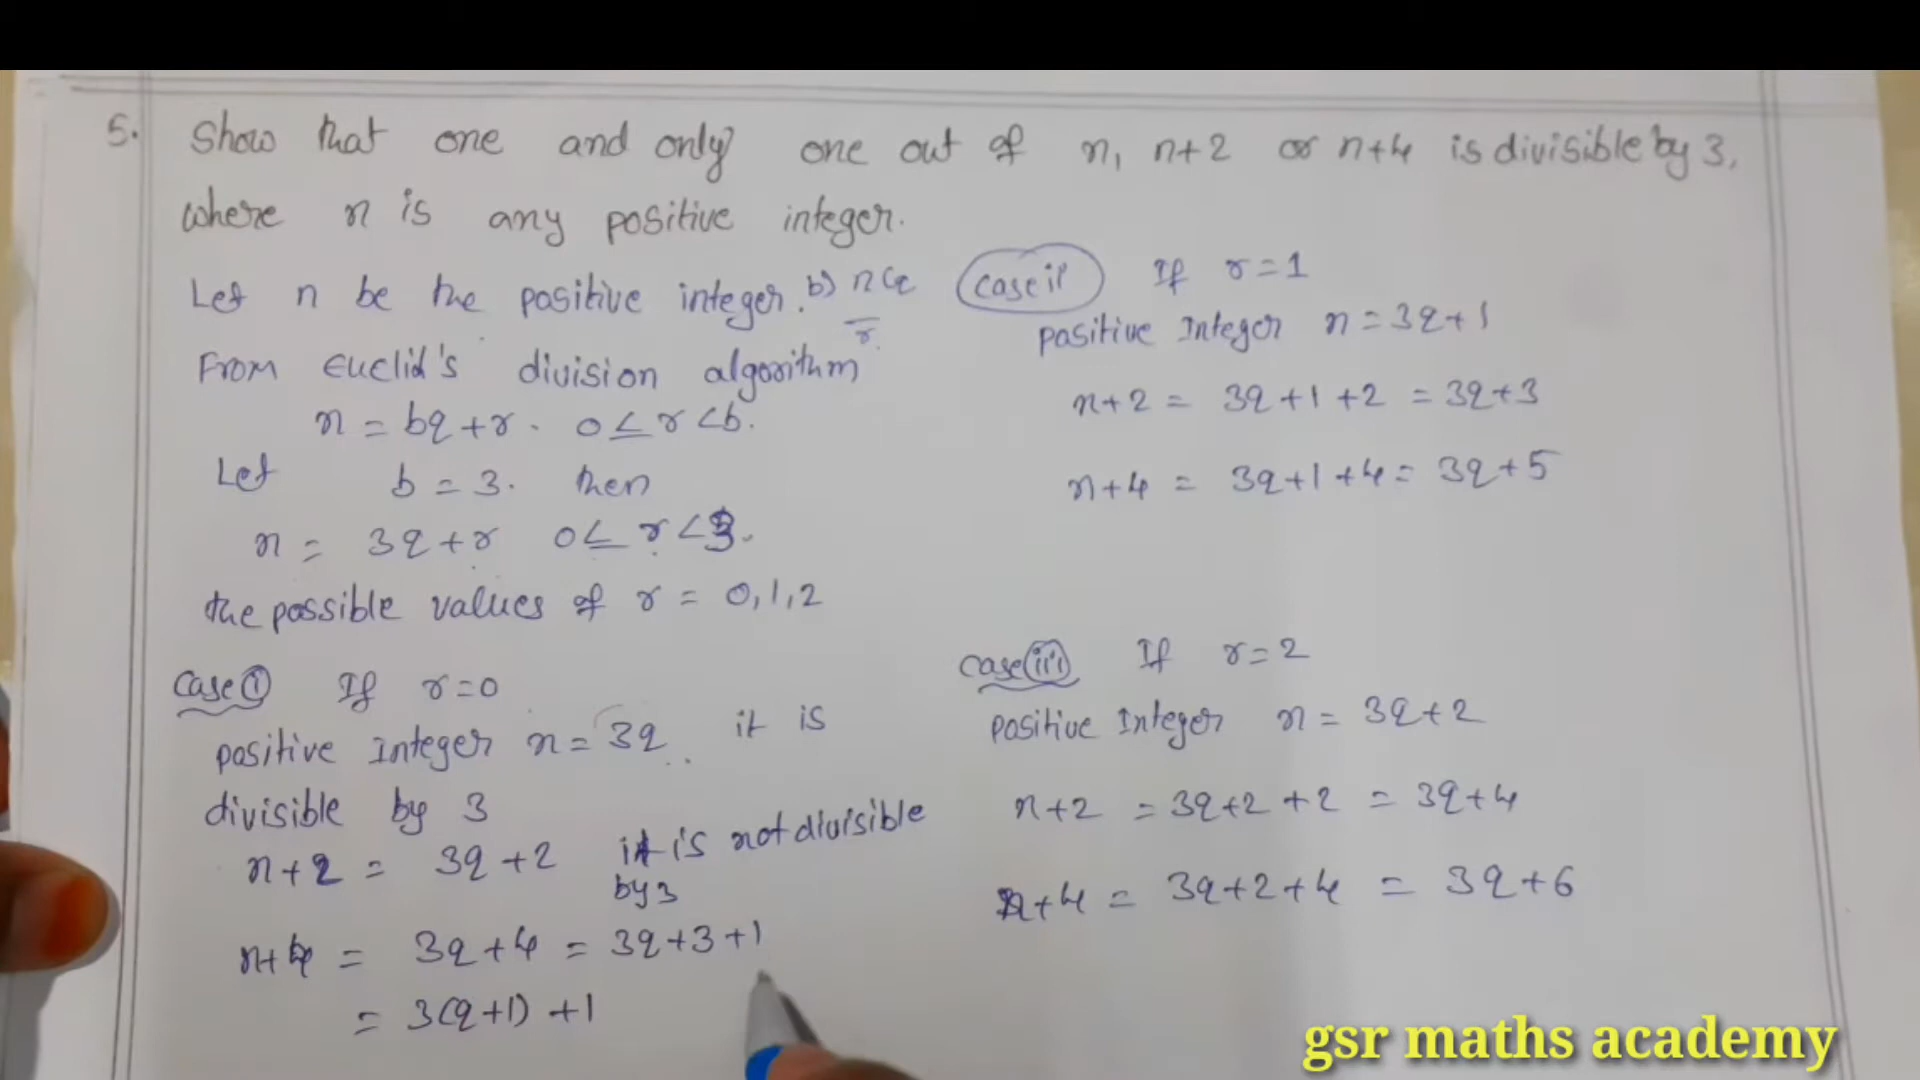 5. Show that one and only one out of n, n+2 or n+4 is divisible by 3,
where n is any positive integer.
Let n be the positive integer. b) n (q
r
From Euclid's division algorithm
n = bq+r. 0≤r<b.
Let b = 3. then
n = 3q+r 0≤r<3.
the possible values of r = 0,1,2
Case (i) If r=0
positive Integer n = 3q it is
divisible by 3
n+2 = 3q+2 it is not divisible
by 3
n+4 = 3q+4 = 3q+3+1
= 3(q+1)+1
Case ii) If r=1
positive Integer n = 3q+1
n+2 = 3q+1+2 = 3q+3
n+4 = 3q+1+4 = 3q+5
Case (iii) If r=2
positive Integer n = 3q+2
n+2 = 3q+2+2 = 3q+4
n+4 = 3q+2+4 = 3q+6
gsr maths academy